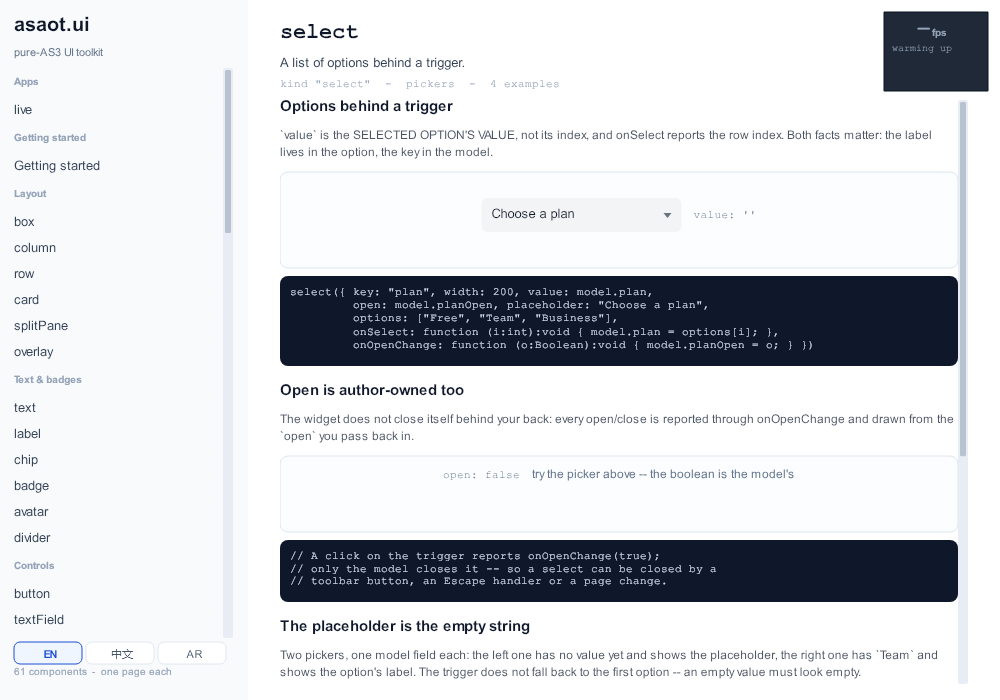 asaot.ui
pure-AS3 UI toolkit
Apps
live
Getting started
Getting started
Layout
box
column
row
card
splitPane
overlay
Text & badges
text
label
chip
badge
avatar
divider
Controls
button
textField
EN
中文
AR
61 components - one page each
select
A list of options behind a trigger.
kind "select" - pickers - 4 examples
fps
warming up
Options behind a trigger
`value` is the SELECTED OPTION'S VALUE, not its index, and onSelect reports the row index. Both facts matter: the label
lives in the option, the key in the model.
Choose a plan
value: ''
select({ key: "plan", width: 200, value: model.plan,
open: model.planOpen, placeholder: "Choose a plan",
options: ["Free", "Team", "Business"],
onSelect: function (i:int):void { model.plan = options[i]; },
onOpenChange: function (o:Boolean):void { model.planOpen = o; } })
Open is author-owned too
The widget does not close itself behind your back: every open/close is reported through onOpenChange and drawn from the
`open` you pass back in.
open: false
try the picker above -- the boolean is the model's
// A click on the trigger reports onOpenChange(true);
// only the model closes it -- so a select can be closed by a
// toolbar button, an Escape handler or a page change.
The placeholder is the empty string
Two pickers, one model field each: the left one has no value yet and shows the placeholder, the right one has `Team` and
shows the option's label. The trigger does not fall back to the first option -- an empty value must look empty.